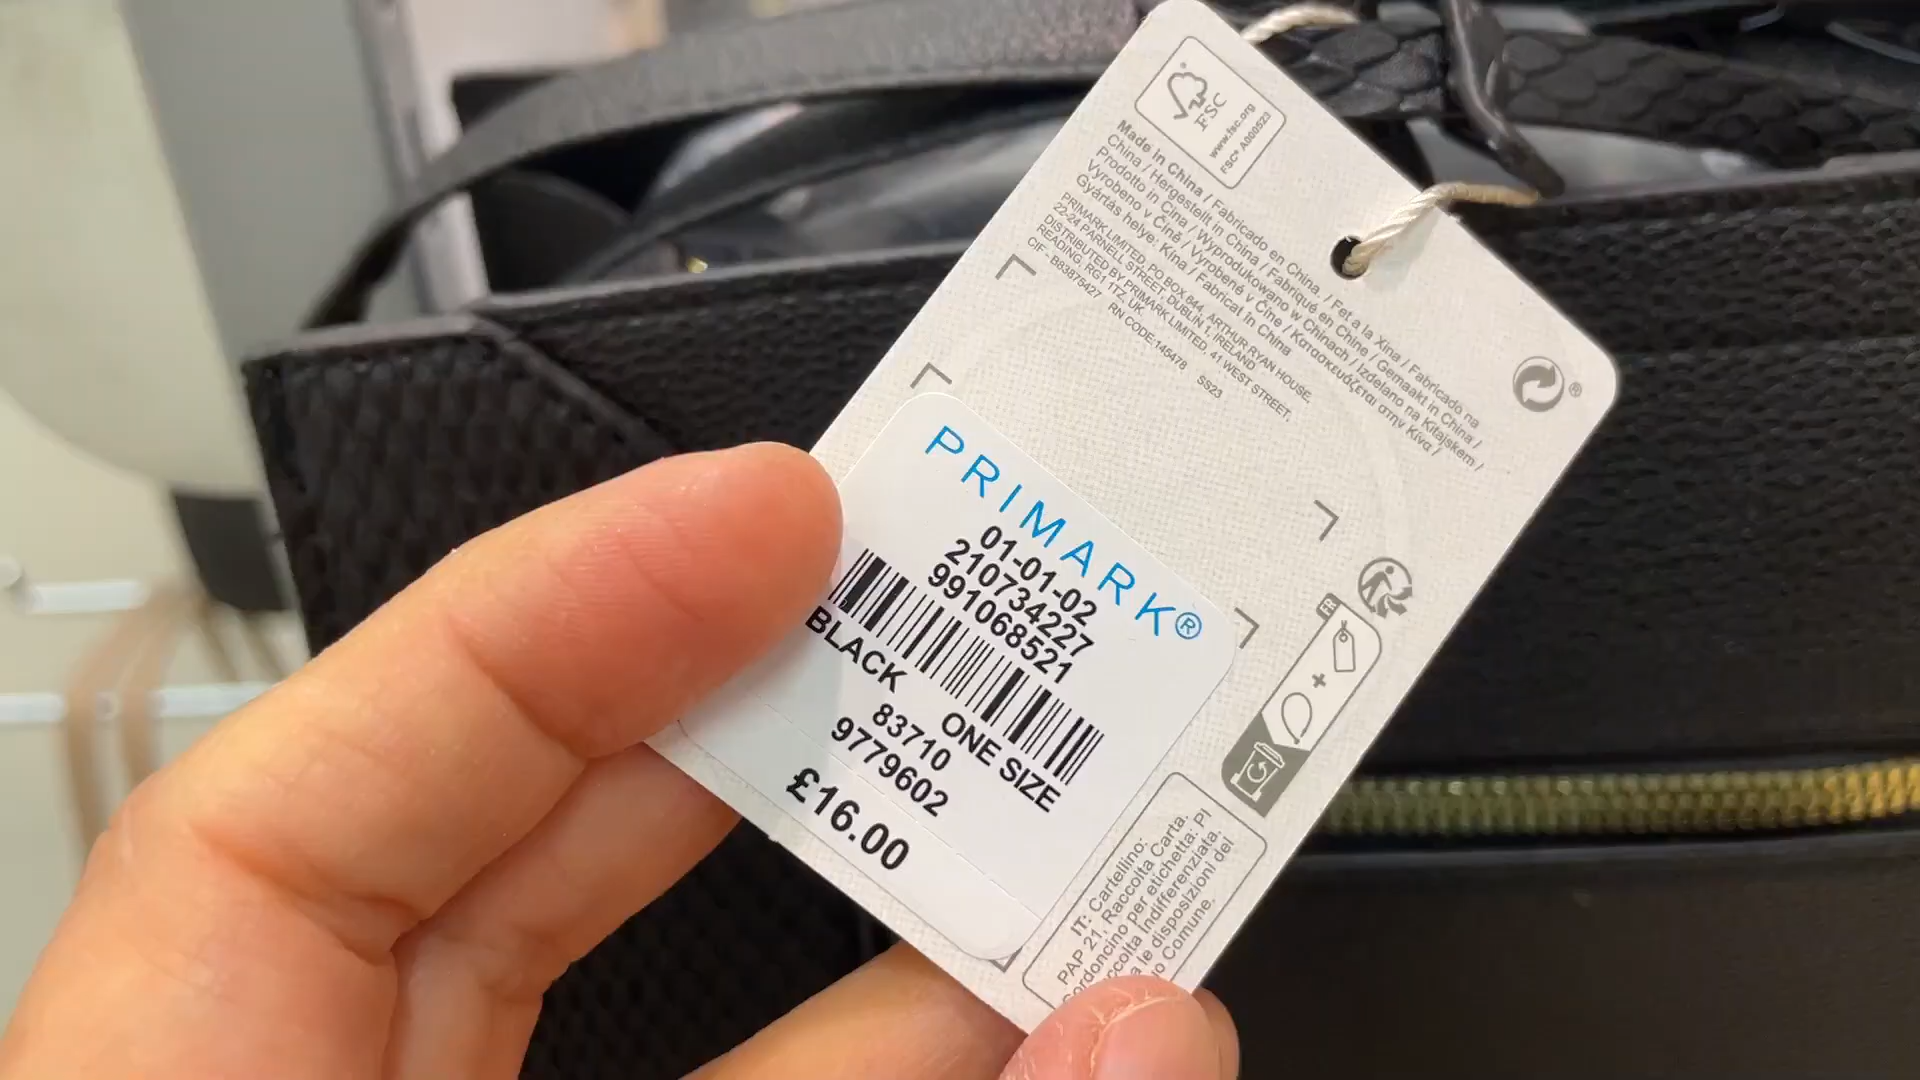 FSC
www.fsc.org
FSC® A000523
Made in China / Fabricado en China / Fet a la Xina / Fabricado na
China / Hergestellt in China / Fabriqué en Chine / Gemaakt in China /
Prodotto in Cina / Wyprodukowano w Chinach / Izdelano na Kitajskem /
Vyrobeno v Číně / Vyrobené v Číne / Κατασκευάζεται στην Κίνα /
Gyártás helye: Kína / Fabricat în China
PRIMARK LIMITED, PO BOX 644, ARTHUR RYAN HOUSE,
22-24 PARNELL STREET, DUBLIN 1, IRELAND
DISTRIBUTED BY PRIMARK LIMITED, 41 WEST STREET,
READING, RG1 1TZ, UK.
CIF - B83875427 RN CODE:145478 SS23
®
PRIMARK®
01-01-02
210734227
991068521
BLACK ONE SIZE
83710
9779602
£16.00
FR
+
IT: Cartellino:
PAP 21, Raccolta Carta.
Cordoncino per etichetta: PI
Indifferenziata.
le disposizioni del
Comune.